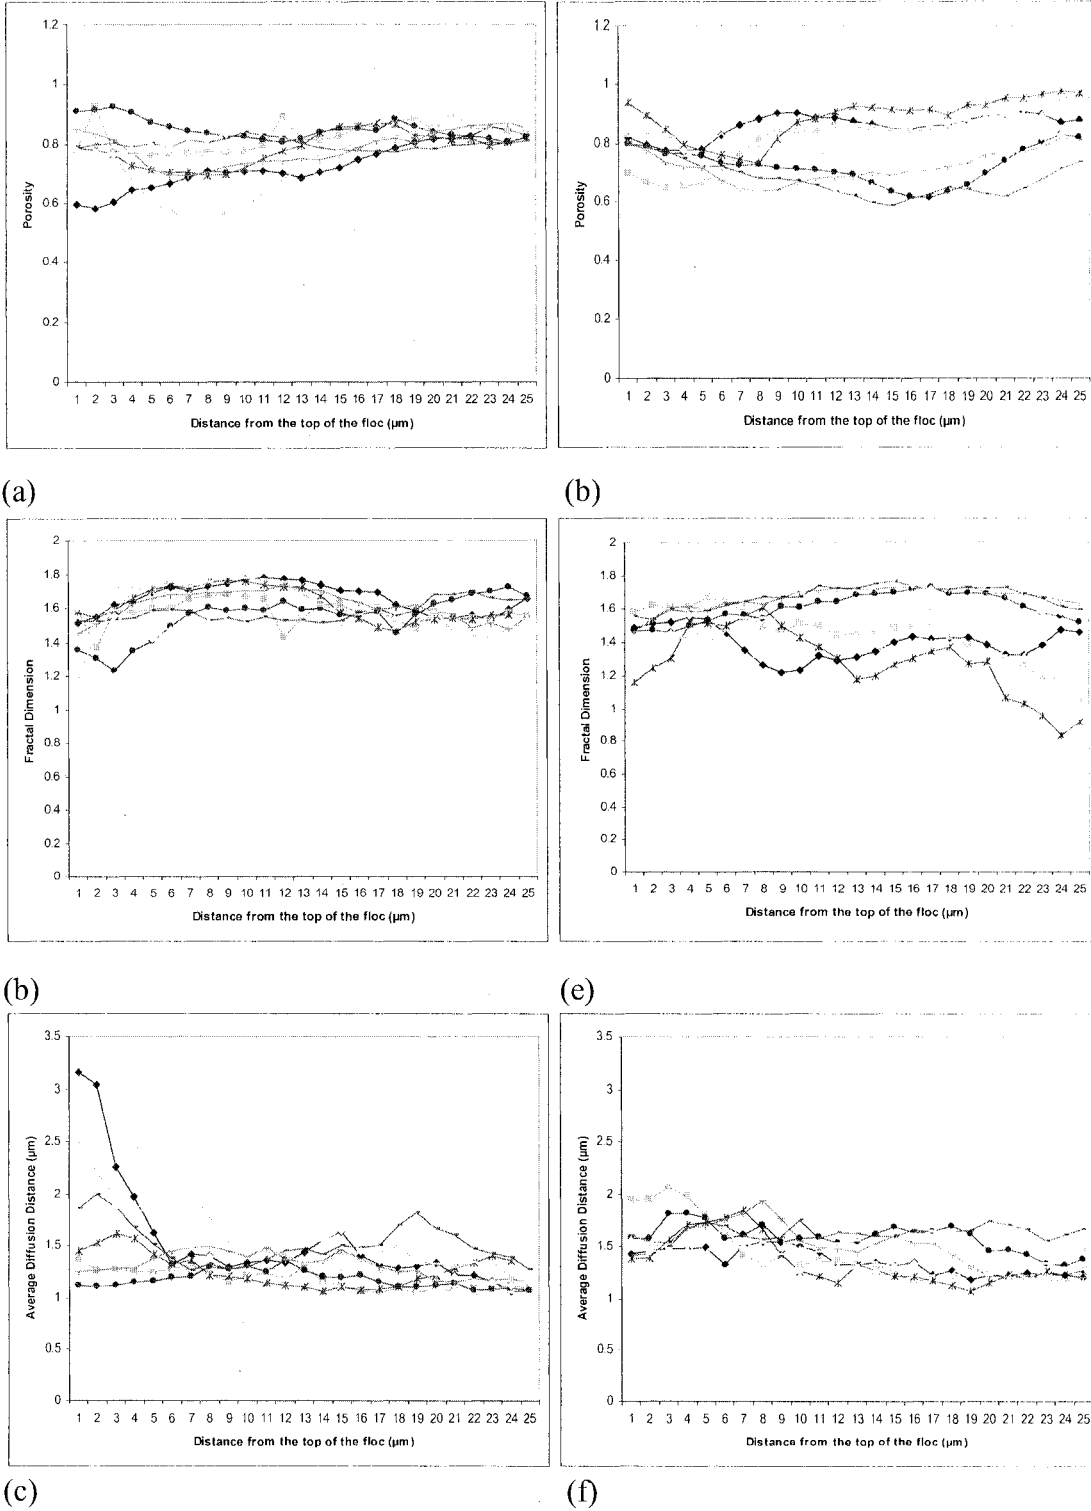 1.2
1
0.8
0.6
0.4
0.2
0
Porosity
1 2 3 4 5 6 7 8 9 10 11 12 13 14 15 16 17 18 19 20 21 22 23 24 25
Distance from the top of the floc (µm)
(a)
1.2
1
0.8
0.6
0.4
0.2
0
Porosity
1 2 3 4 5 6 7 8 9 10 11 12 13 14 15 16 17 18 19 20 21 22 23 24 25
Distance from the top of the floc (µm)
(b)
2
1.8
1.6
1.4
1.2
1
0.8
0.6
0.4
0.2
0
Fractal Dimension
1 2 3 4 5 6 7 8 9 10 11 12 13 14 15 16 17 18 19 20 21 22 23 24 25
Distance from the top of the floc (µm)
(b)
2
1.8
1.6
1.4
1.2
1
0.8
0.6
0.4
0.2
0
Fractal Dimension
1 2 3 4 5 6 7 8 9 10 11 12 13 14 15 16 17 18 19 20 21 22 23 24 25
Distance from the top of the floc (µm)
(e)
3.5
3
2.5
2
1.5
1
0.5
0
Average Diffusion Distance (µm)
1 2 3 4 5 6 7 8 9 10 11 12 13 14 15 16 17 18 19 20 21 22 23 24 25
Distance from the top of the floc (µm)
(c)
3.5
3
2.5
2
1.5
1
0.5
0
Average Diffusion Distance (µm)
1 2 3 4 5 6 7 8 9 10 11 12 13 14 15 16 17 18 19 20 21 22 23 24 25
Distance from the top of the floc (µm)
(f)